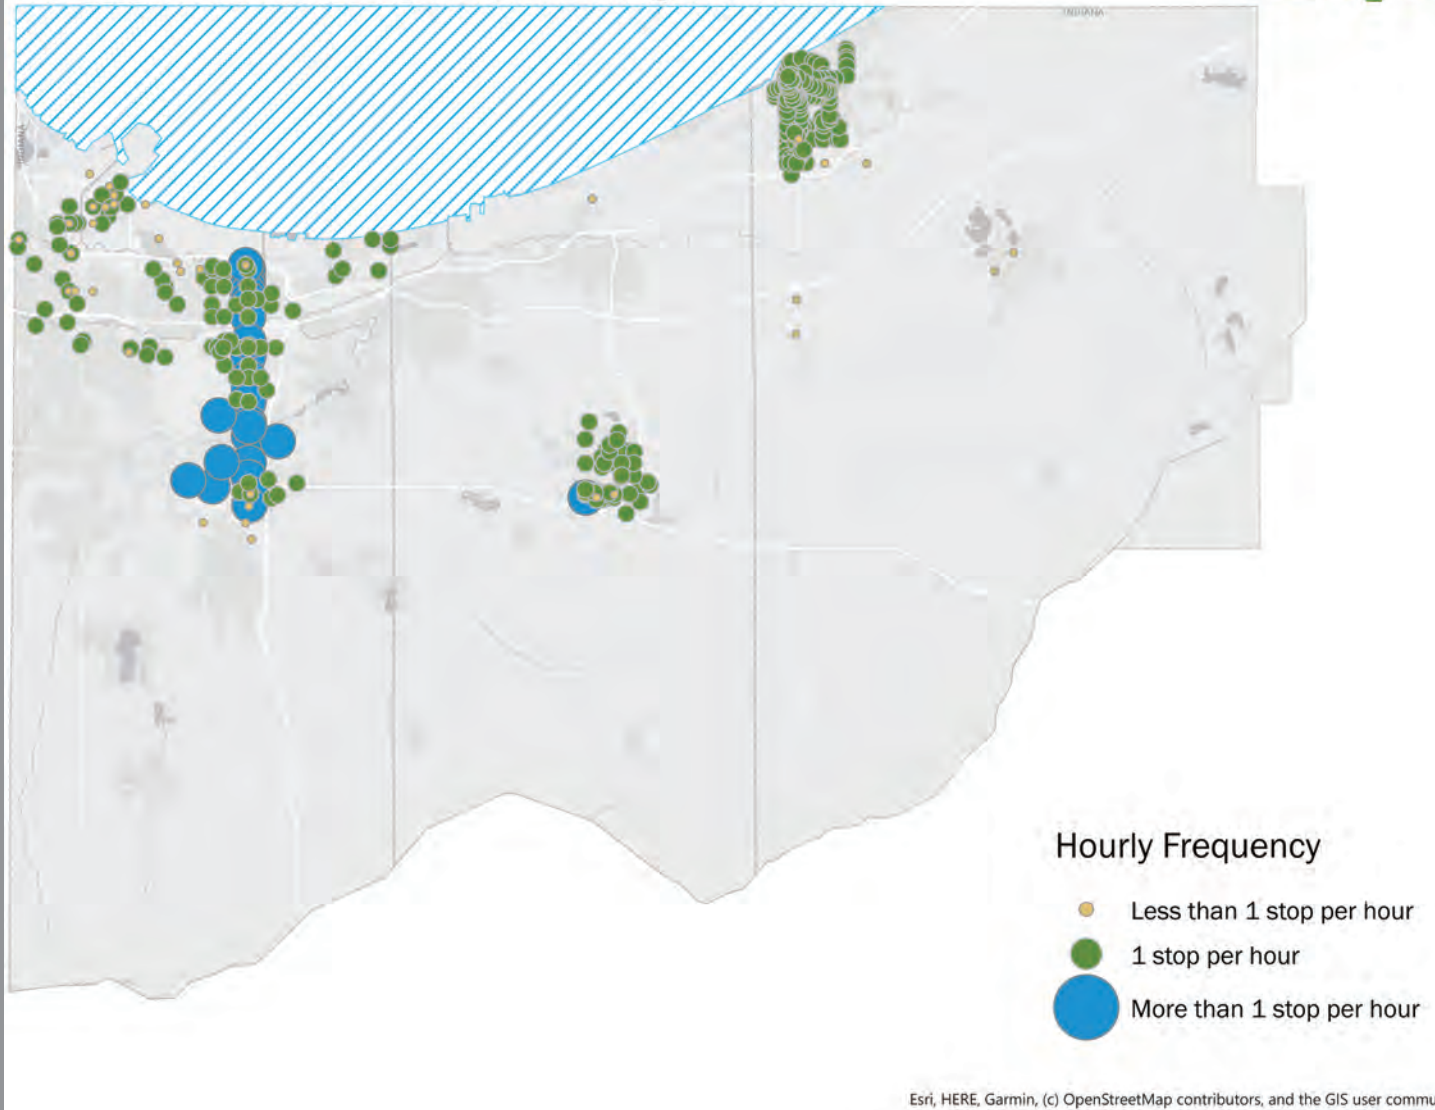 INDIANA
Hourly Frequency
Less than 1 stop per hour
1 stop per hour
More than 1 stop per hour
Esri, HERE, Garmin, (c) OpenStreetMap contributors, and the GIS user commu